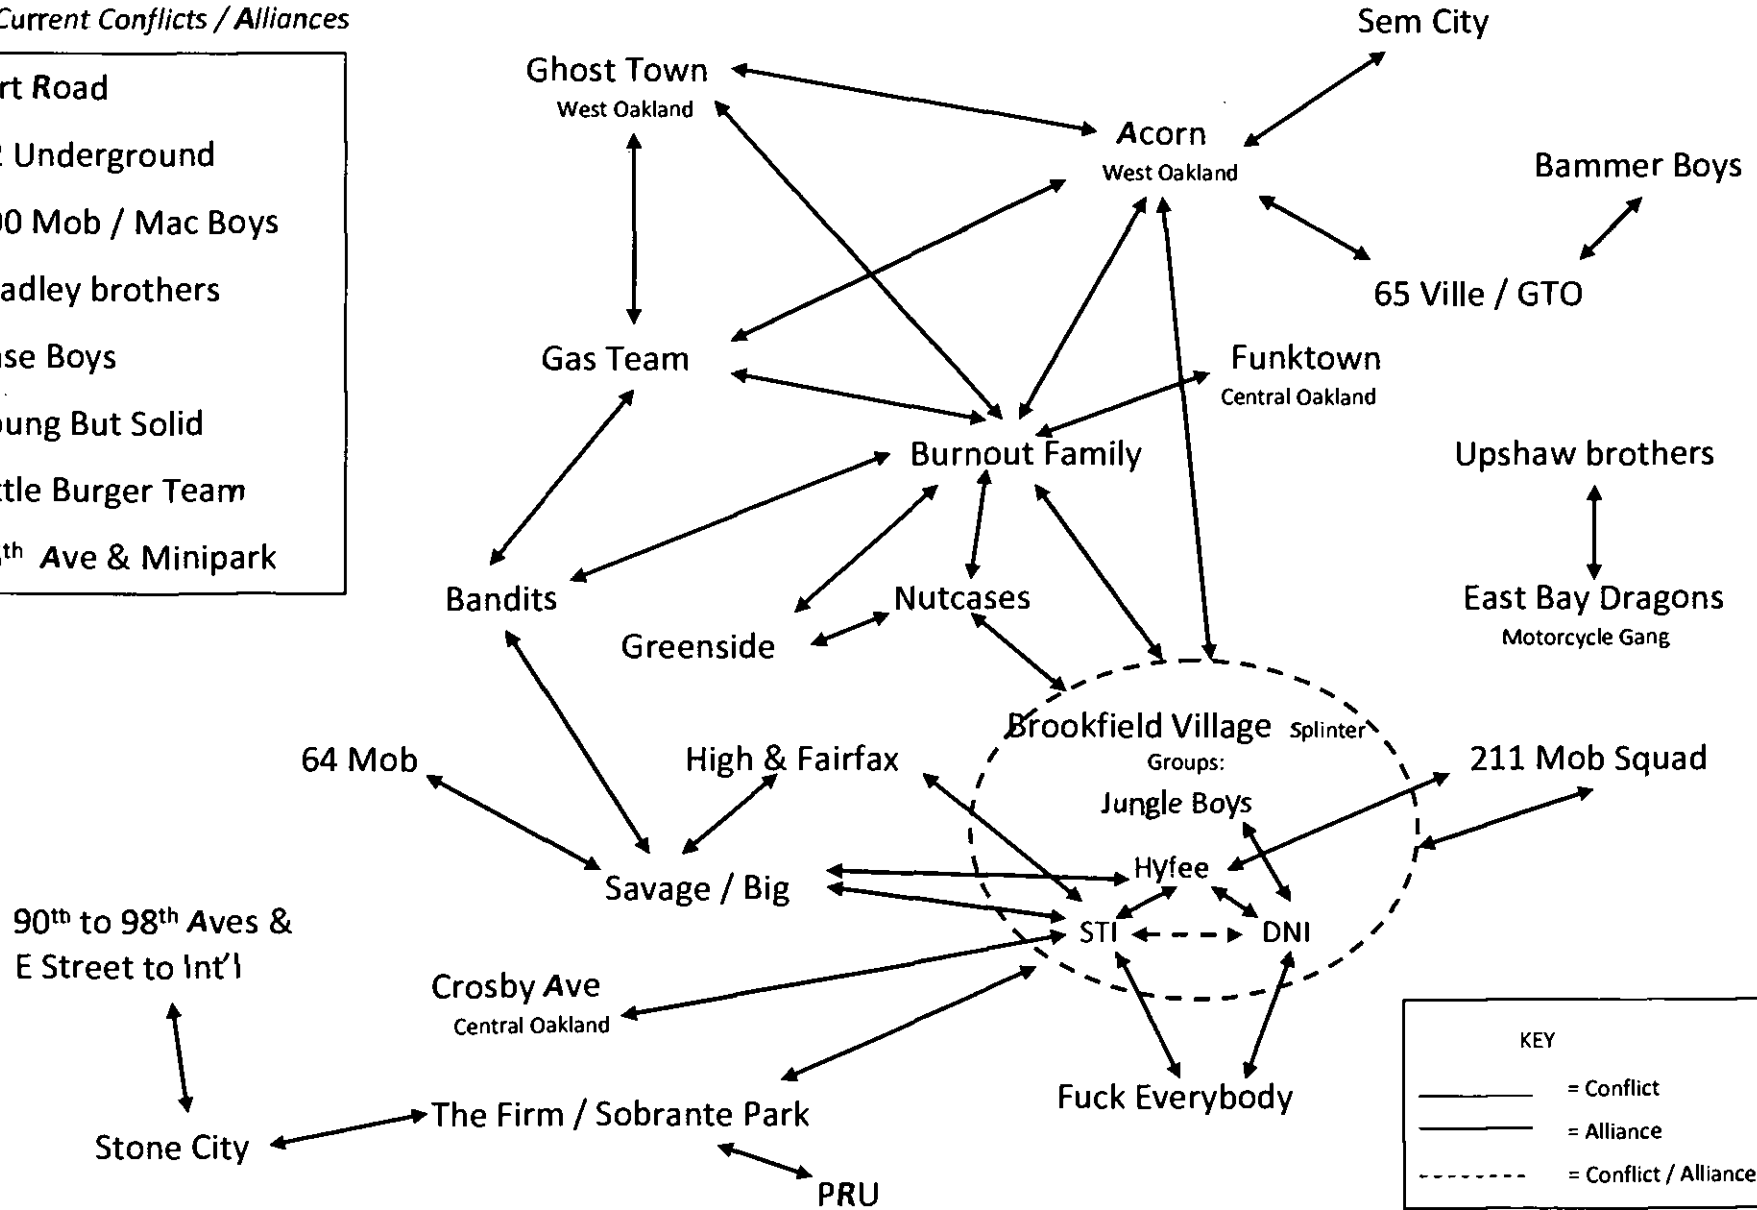 Current Conflicts / Alliances
rt Road
Underground
00 Mob / Mac Boys
adley brothers
ase Boys
oung But Solid
ttle Burger Team
th Ave & Minipark
Sem City
Ghost Town
West Oakland
Acorn
West Oakland
Bammer Boys
65 Ville / GTO
Gas Team
Funktown
Central Oakland
Burnout Family
Upshaw brothers
Bandits
Nutcases
East Bay Dragons
Motorcycle Gang
Greenside
Brookfield Village Splinter
Groups:
64 Mob
High & Fairfax
211 Mob Squad
Jungle Boys
Hyfee
Savage / Big
STI
DNI
90th to 98th Aves &
E Street to Int'l
Crosby Ave
Central Oakland
Fuck Everybody
The Firm / Sobrante Park
Stone City
PRU
KEY
= Conflict
= Alliance
= Conflict / Alliance